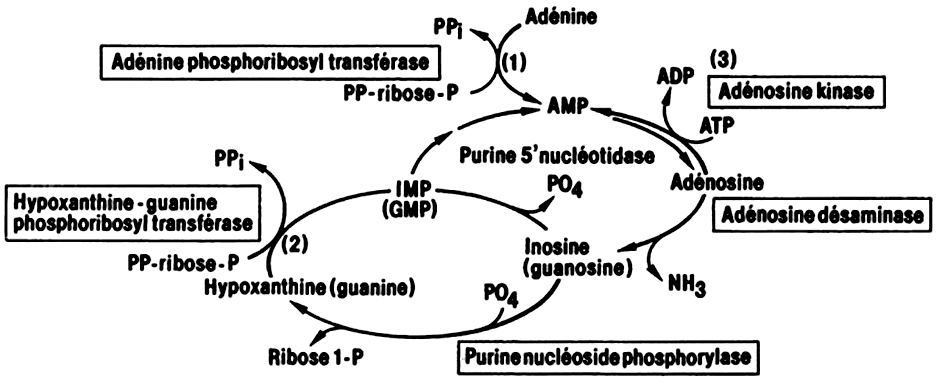 Adénine
PPi
Adénine phosphoribosyl transférase
(1)
PP-ribose-P
(3)
ADP
Adénosine kinase
AMP
ATP
Purine 5'nucléotidase
PPi
IMP
(GMP)
PO4
Adénosine
Hypoxanthine-guanine
phosphoribosyl transférase
Adénosine désaminase
(2)
PP-ribose-P
Inosine
(guanosine)
NH3
Hypoxanthine (guanine)
PO4
Ribose 1-P
Purine nucléoside phosphorylase